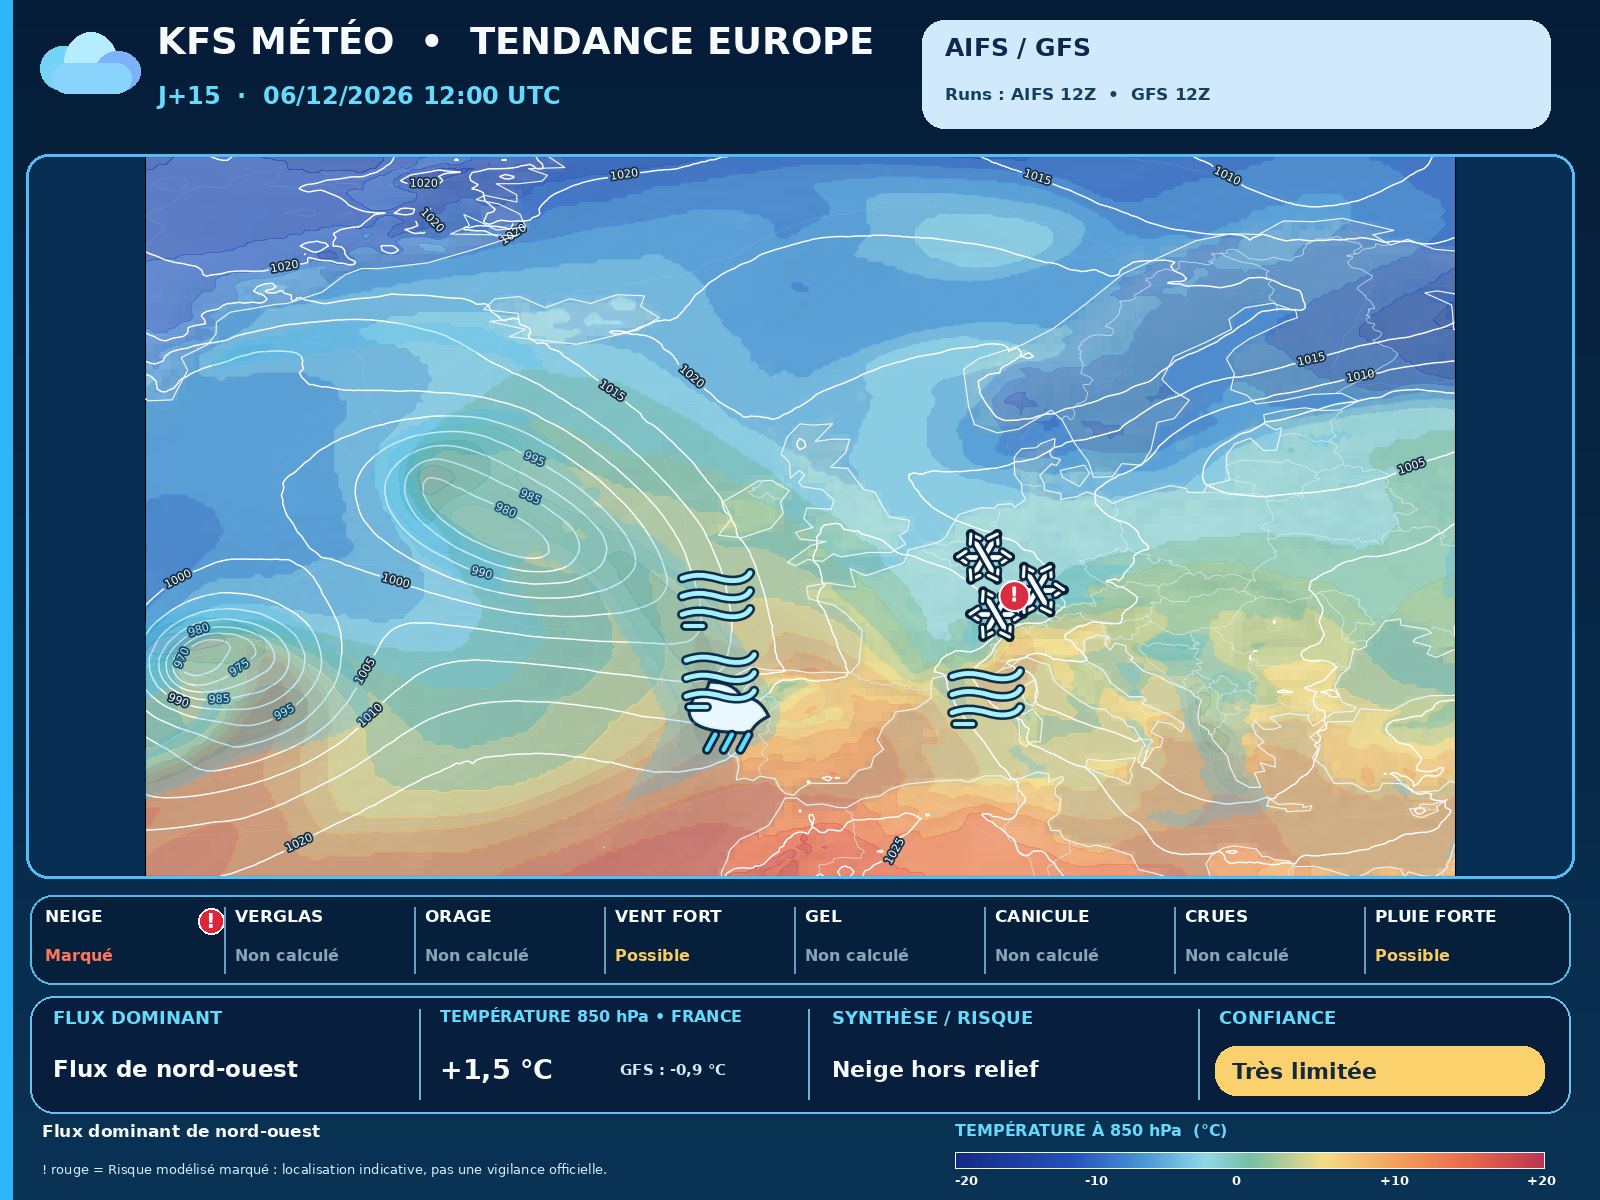 KFS MÉTÉO • TENDANCE EUROPE
J+15 · 06/12/2026 12:00 UTC
AIFS / GFS
Runs : AIFS 12Z • GFS 12Z
1020
1020
1015
1010
1020
1020
1020
1015
1010
1015
1020
995
1005
985
980
990
1000
1000
980
970
975
1005
990
985
995
1010
1020
1025
NEIGE
!
VERGLAS
ORAGE
VENT FORT
GEL
CANICULE
CRUES
PLUIE FORTE
Marqué
Non calculé
Non calculé
Possible
Non calculé
Non calculé
Non calculé
Possible
FLUX DOMINANT
TEMPÉRATURE 850 hPa • FRANCE
SYNTHÈSE / RISQUE
CONFIANCE
Flux de nord-ouest
+1,5 °C
GFS : -0,9 °C
Neige hors relief
Très limitée
Flux dominant de nord-ouest
! rouge = Risque modélisé marqué : localisation indicative, pas une vigilance officielle.
TEMPÉRATURE À 850 hPa (°C)
-20 -10 0 +10 +20